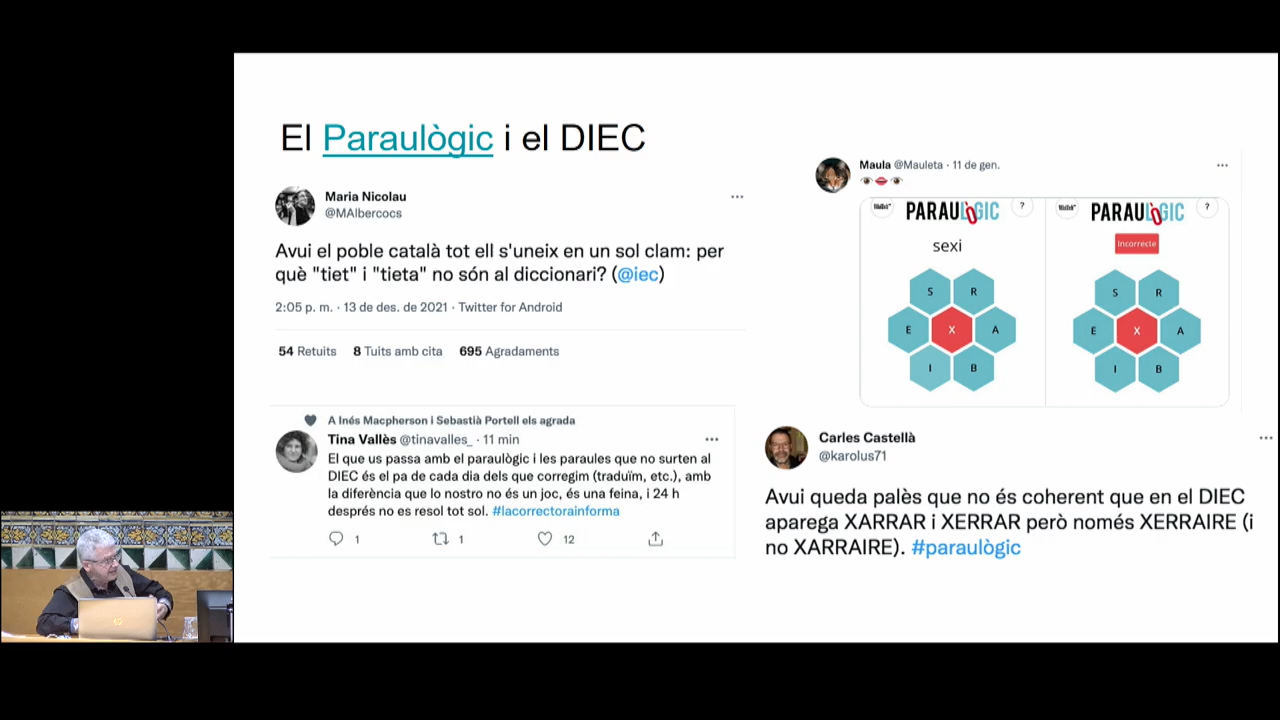 El Paraulògic i el DIEC
Maria Nicolau
@MAlbercocs
Avui el poble català tot ell s'uneix en un sol clam: per
què "tiet" i "tieta" no són al diccionari? (@iec)
2:05 p. m. · 13 de des. de 2021 · Twitter for Android
54 Retuits 8 Tuits amb cita 695 Agradaments
A Inés Macpherson i Sebastià Portell els agrada
Tina Vallès @tinavalles_ · 11 min
El que us passa amb el paraulògic i les paraules que no surten al
DIEC és el pa de cada dia dels que corregim (traduïm, etc.), amb
la diferència que lo nostro no és un joc, és una feina, i 24 h
després no es resol tot sol. #lacorrectorainforma
1 1 12
Maula @Mauleta · 11 de gen.
PARAULÒGIC ?
sexi
S R
E X A
I B
PARAULÒGIC ?
Incorrecte
S R
E X A
I B
Carles Castellà
@karolus71
Avui queda palès que no és coherent que en el DIEC
aparega XARRAR i XERRAR però només XERRAIRE (i
no XARRAIRE). #paraulògic